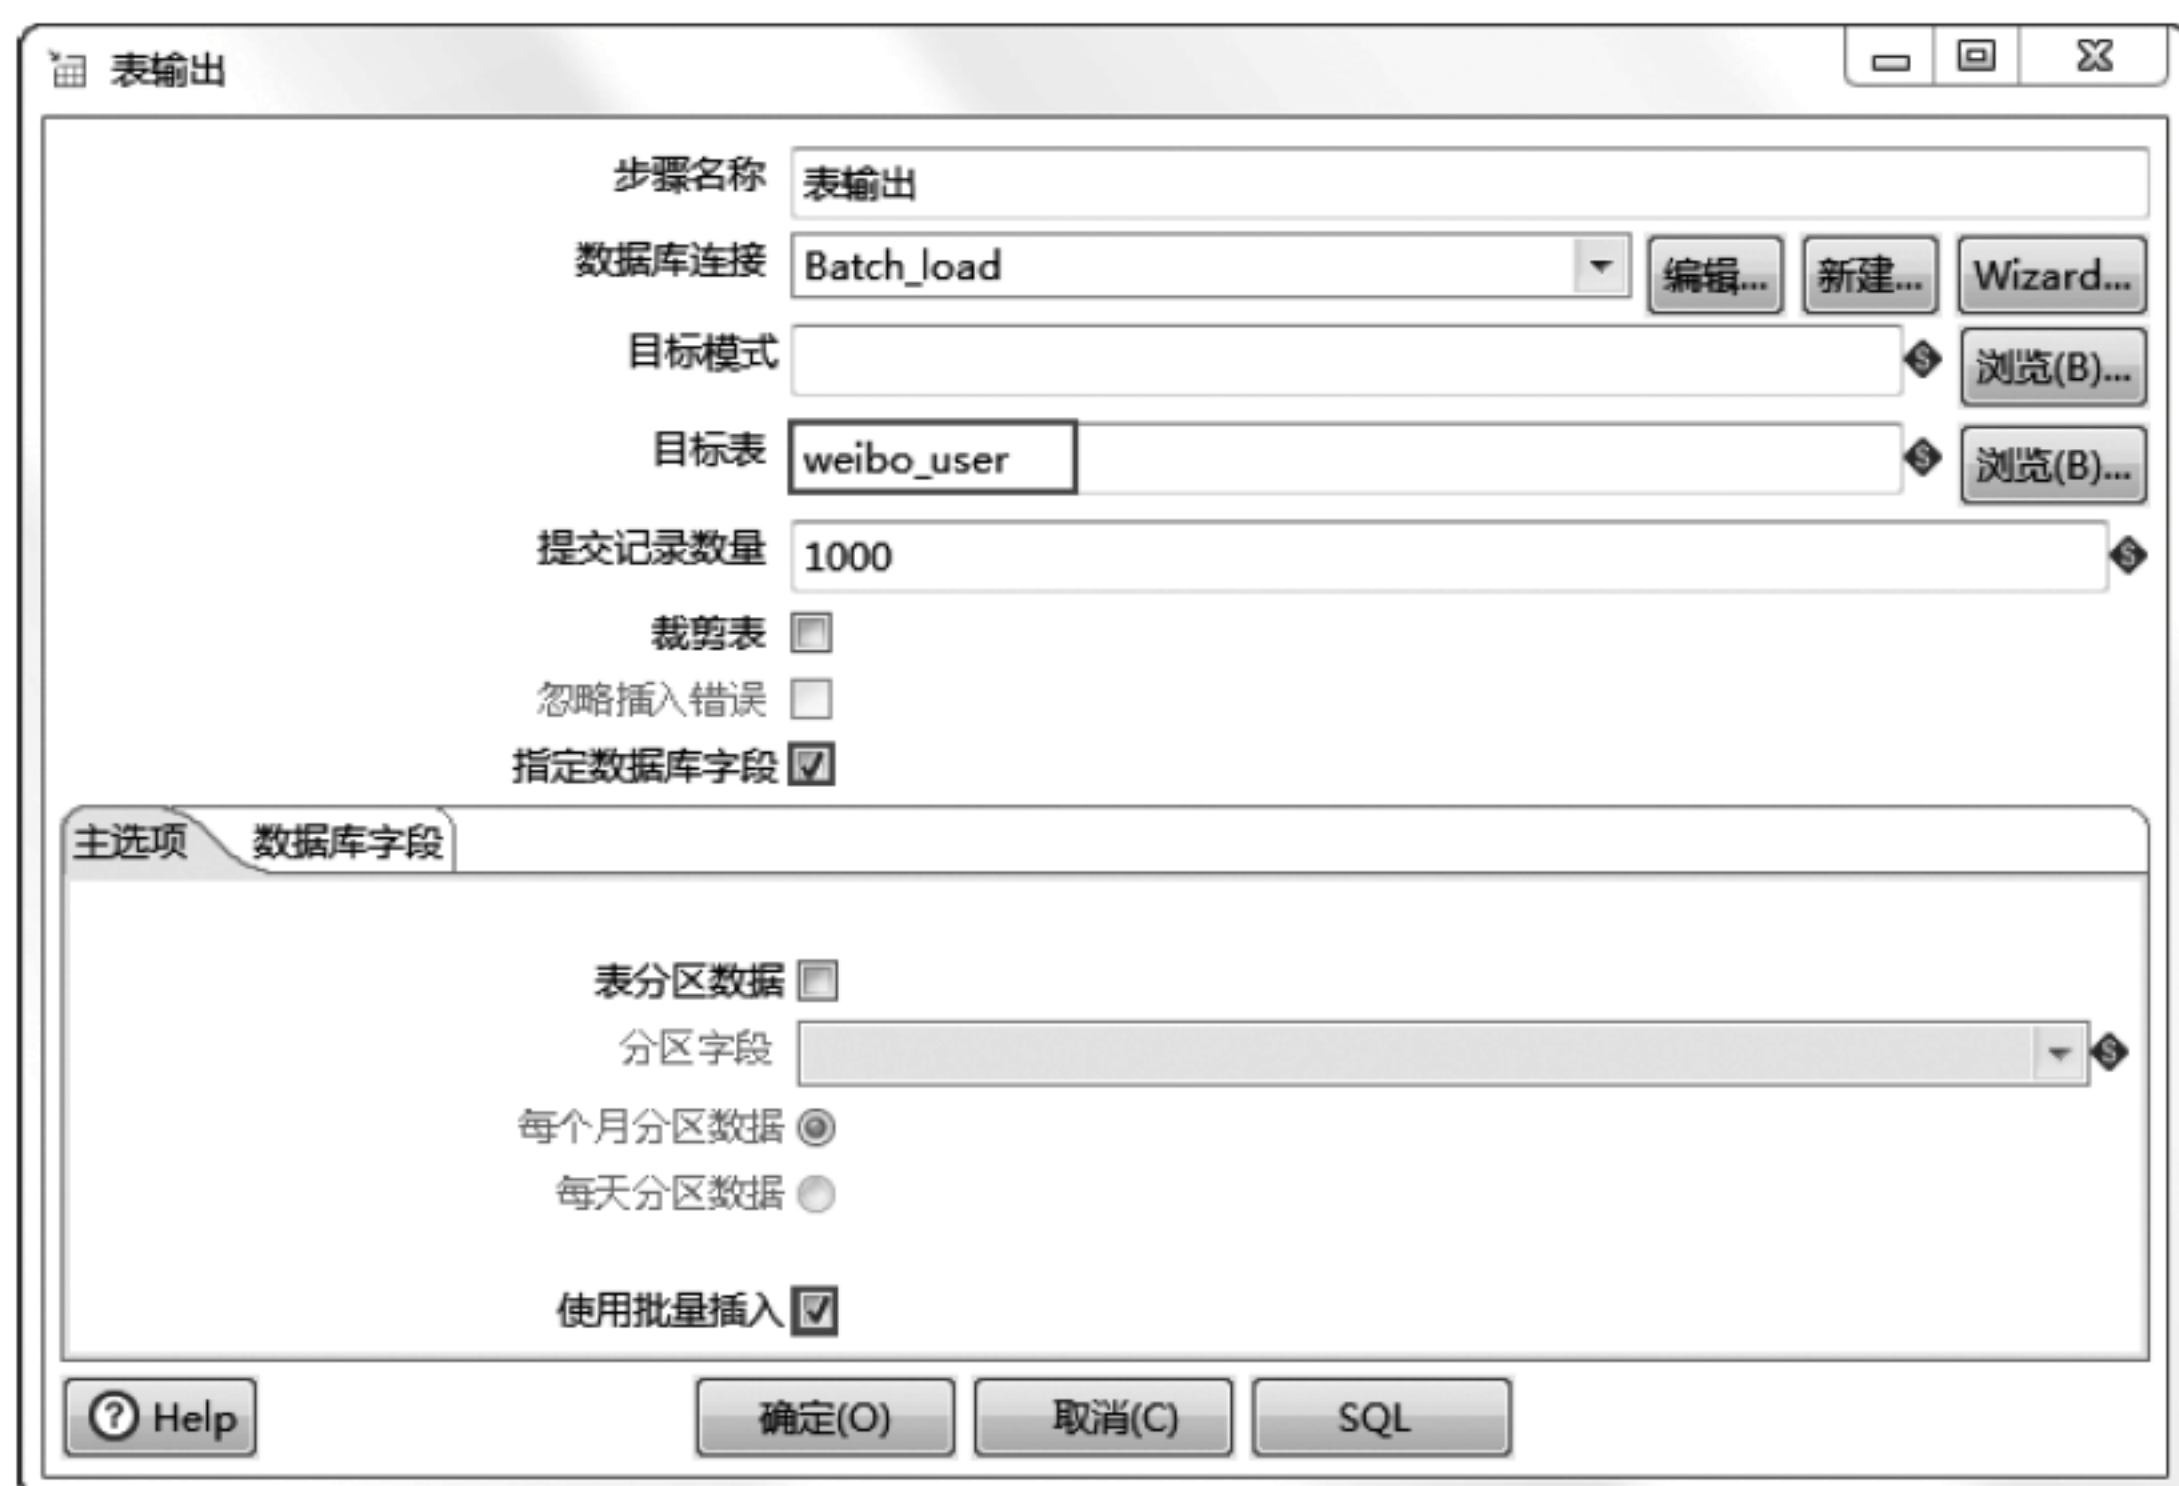 表输出
步骤名称 表输出
数据库连接 Batch_load 编辑... 新建... Wizard...
目标模式 浏览(B)...
目标表 weibo_user 浏览(B)...
提交记录数量 1000
裁剪表
忽略插入错误
指定数据库字段
主选项 数据库字段
表分区数据
分区字段
每个月分区数据
每天分区数据
使用批量插入
Help 确定(O) 取消(C) SQL